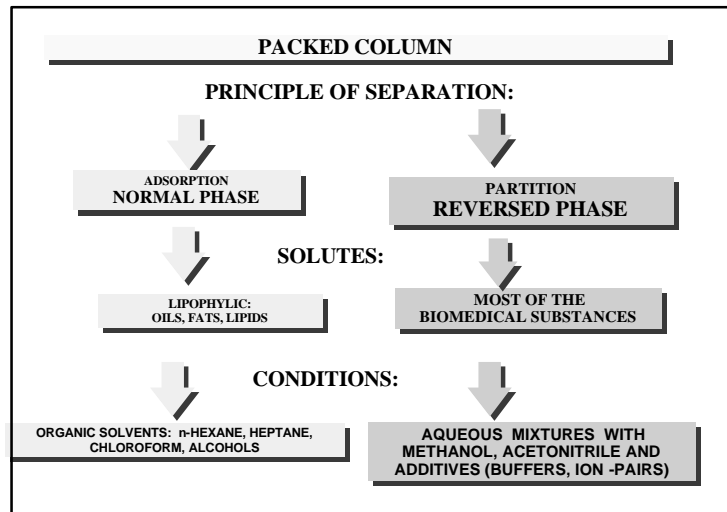 PACKED COLUMN
PRINCIPLE OF SEPARATION:
ADSORPTION
NORMAL PHASE
PARTITION
REVERSED PHASE
SOLUTES:
LIPOPHYLIC:
OILS, FATS, LIPIDS
MOST OF THE
BIOMEDICAL SUBSTANCES
CONDITIONS:
ORGANIC SOLVENTS: n-HEXANE, HEPTANE,
CHLOROFORM, ALCOHOLS
AQUEOUS MIXTURES WITH
METHANOL, ACETONITRILE AND
ADDITIVES (BUFFERS, ION -PAIRS)